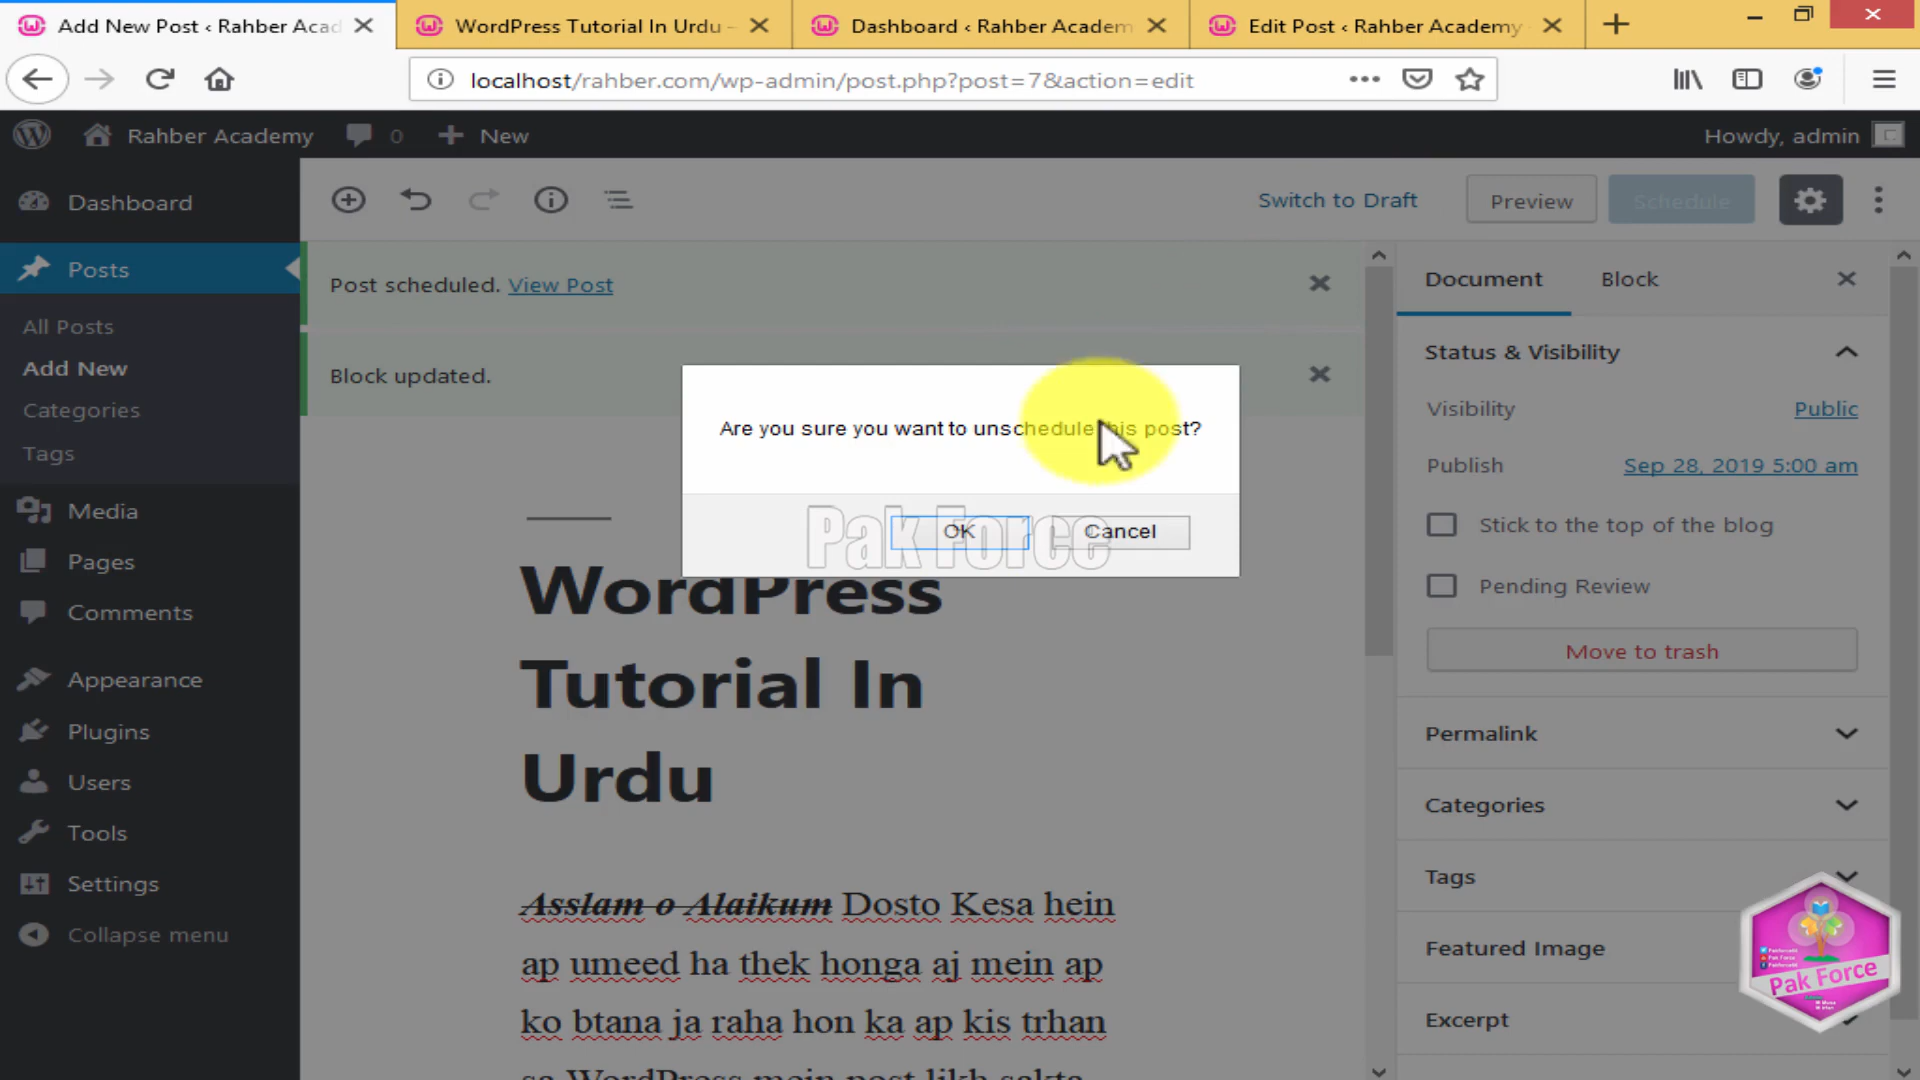 Add New Post ‹ Rahber Acad
WordPress Tutorial In Urdu –
Dashboard ‹ Rahber Academ
Edit Post ‹ Rahber Academy
localhost/rahber.com/wp-admin/post.php?post=7&action=edit
Rahber Academy
0
New
Howdy, admin
Dashboard
Posts
All Posts
Add New
Categories
Tags
Media
Pages
Comments
Appearance
Plugins
Users
Tools
Settings
Collapse menu
Switch to Draft
Preview
Schedule
Post scheduled. View Post
Block updated.
Are you sure you want to unschedule this post?
OK
Cancel
Pak Force
WordPress
Tutorial In
Urdu
Asslam o Alaikum Dosto Kesa hein
ap umeed ha thek honga aj mein ap
ko btana ja raha hon ka ap kis trhan
sa WordPress mein post likh sakta
Document
Block
Status & Visibility
Visibility
Public
Publish
Sep 28, 2019 5:00 am
Stick to the top of the blog
Pending Review
Move to trash
Permalink
Categories
Tags
Featured Image
Excerpt
Pak Force